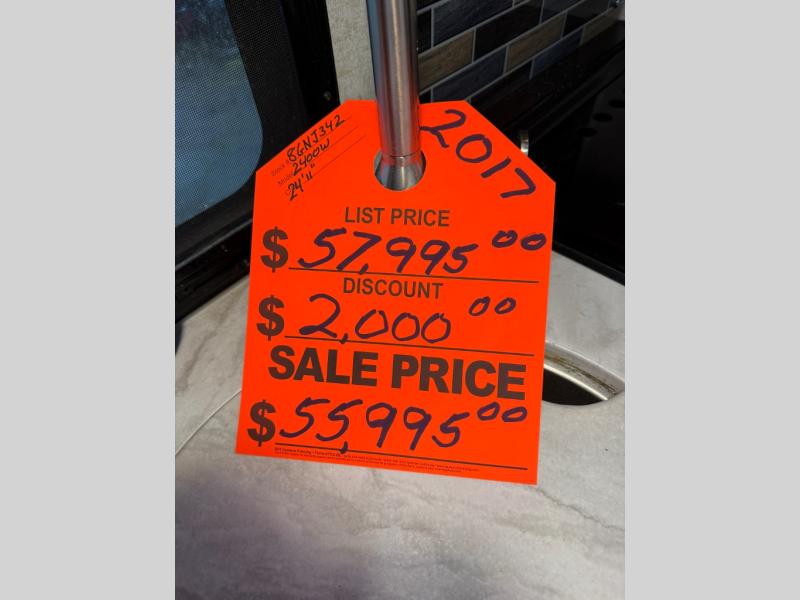 Stock # 8GNJ342
Model 2400W
24'11"
2017
LIST PRICE
$ 57,995 00
DISCOUNT
$ 2,000 00
SALE PRICE
$ 55,995 00